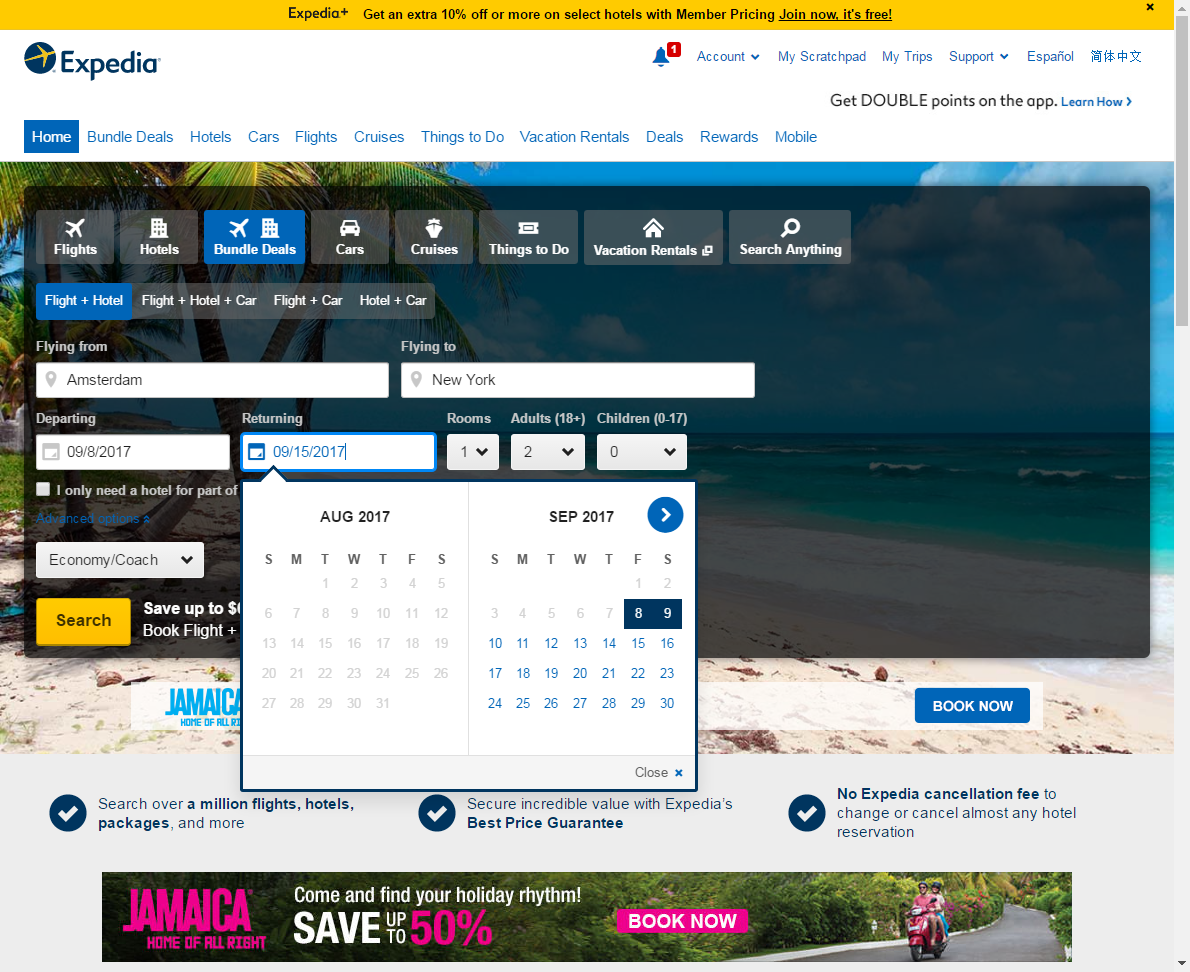 Expedia+ Get an extra 10% off or more on select hotels with Member Pricing Join now, it's free!
Expedia
1 Account My Scratchpad My Trips Support Español 简体中文
Get DOUBLE points on the app. Learn How
Home Bundle Deals Hotels Cars Flights Cruises Things to Do Vacation Rentals Deals Rewards Mobile
Flights Hotels Bundle Deals Cars Cruises Things to Do Vacation Rentals Search Anything
Flight + Hotel Flight + Hotel + Car Flight + Car Hotel + Car
Flying from Flying to
Amsterdam New York
Departing Returning Rooms Adults (18+) Children (0-17)
09/8/2017 09/15/2017 1 2 0
I only need a hotel for part of
Advanced options
Economy/Coach
Search
Save up to $
Book Flight +
AUG 2017
S M T W T F S
1 2 3 4 5
6 7 8 9 10 11 12
13 14 15 16 17 18 19
20 21 22 23 24 25 26
27 28 29 30 31
SEP 2017
S M T W T F S
1 2
3 4 5 6 7 8 9
10 11 12 13 14 15 16
17 18 19 20 21 22 23
24 25 26 27 28 29 30
Close
JAMAICA
HOME OF ALL RI
BOOK NOW
Search over a million flights, hotels,
packages, and more
Secure incredible value with Expedia's
Best Price Guarantee
No Expedia cancellation fee to
change or cancel almost any hotel
reservation
JAMAICA
HOME OF ALL RIGHT
Come and find your holiday rhythm!
SAVE UP TO 50%
BOOK NOW